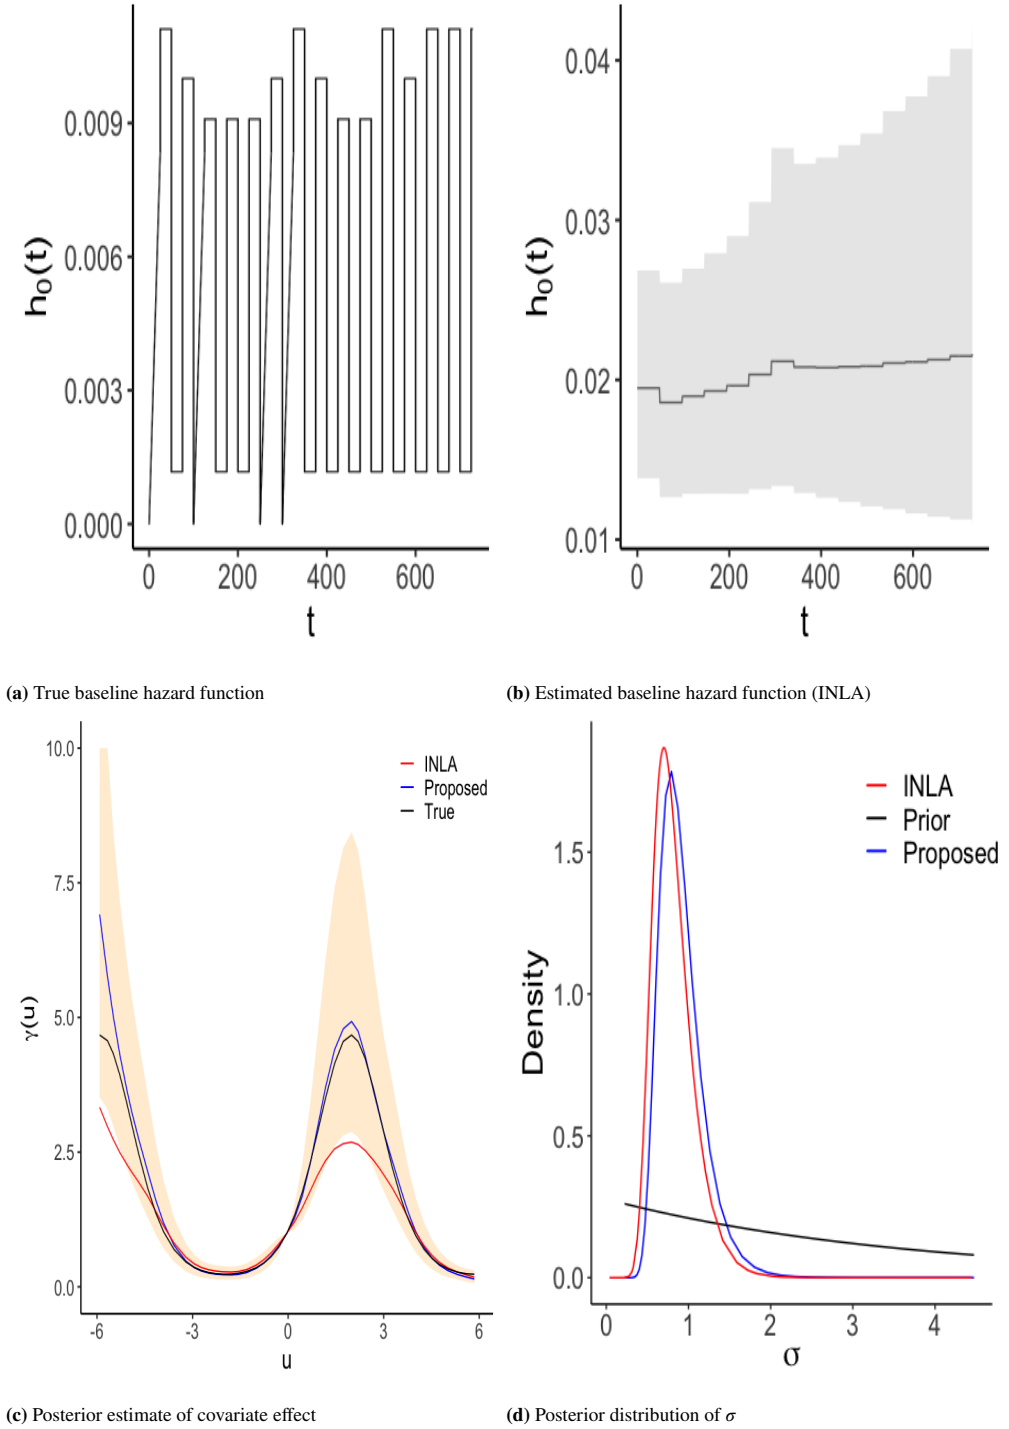 h0(t)
0.009
0.006
0.003
0.000
0 200 400 600
t
(a) True baseline hazard function
h0(t)
0.04
0.03
0.02
0.01
0 200 400 600
t
(b) Estimated baseline hazard function (INLA)
γ(u)
10.0
7.5
5.0
2.5
0.0
-6 -3 0 3 6
u
INLA
Proposed
True
(c) Posterior estimate of covariate effect
Density
1.5
1.0
0.5
0.0
0 1 2 3 4
σ
INLA
Prior
Proposed
(d) Posterior distribution of σ